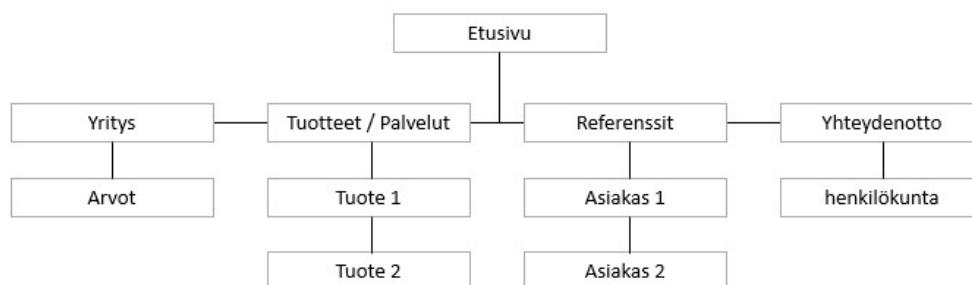 Etusivu
Yritys
Tuotteet / Palvelut
Referenssit
Yhteydenotto
Arvot
Tuote 1
Asiakas 1
henkilökunta
Tuote 2
Asiakas 2